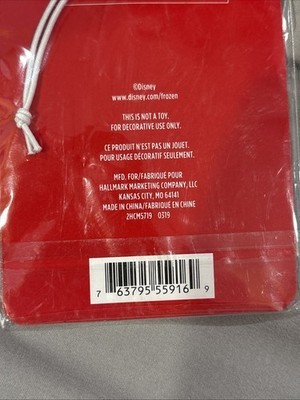 ©Disney
www.disney.com/frozen
THIS IS NOT A TOY.
FOR DECORATIVE USE ONLY.
CE PRODUIT N'EST PAS UN JOUET.
POUR USAGE DÉCORATIF SEULEMENT.
MFD. FOR/FABRIQUÉ POUR
HALLMARK MARKETING COMPANY, LLC
KANSAS CITY, MO 64141
MADE IN CHINA/FABRIQUÉ EN CHINE
2HCM5719 0319
7 63795 55916 9